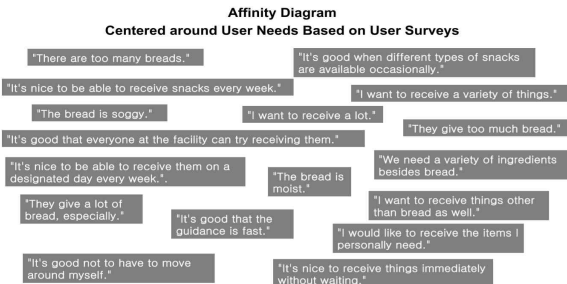 Affinity Diagram
Centered around User Needs Based on User Surveys
"There are too many breads."
"It's good when different types of snacks
are available occasionally."
"It's nice to be able to receive snacks every week."
"I want to receive a variety of things."
"The bread is soggy."
"I want to receive a lot."
"They give too much bread."
"It's good that everyone at the facility can try receiving them."
"We need a variety of ingredients
besides bread."
"It's nice to be able to receive them on a
designated day every week.".
"The bread is
moist."
"They give a lot of
bread, especially."
"I want to receive things other
than bread as well."
"It's good that the
guidance is fast."
"I would like to receive the items I
personally need."
"It's good not to have to move
around myself."
"It's nice to receive things immediately
without waiting."